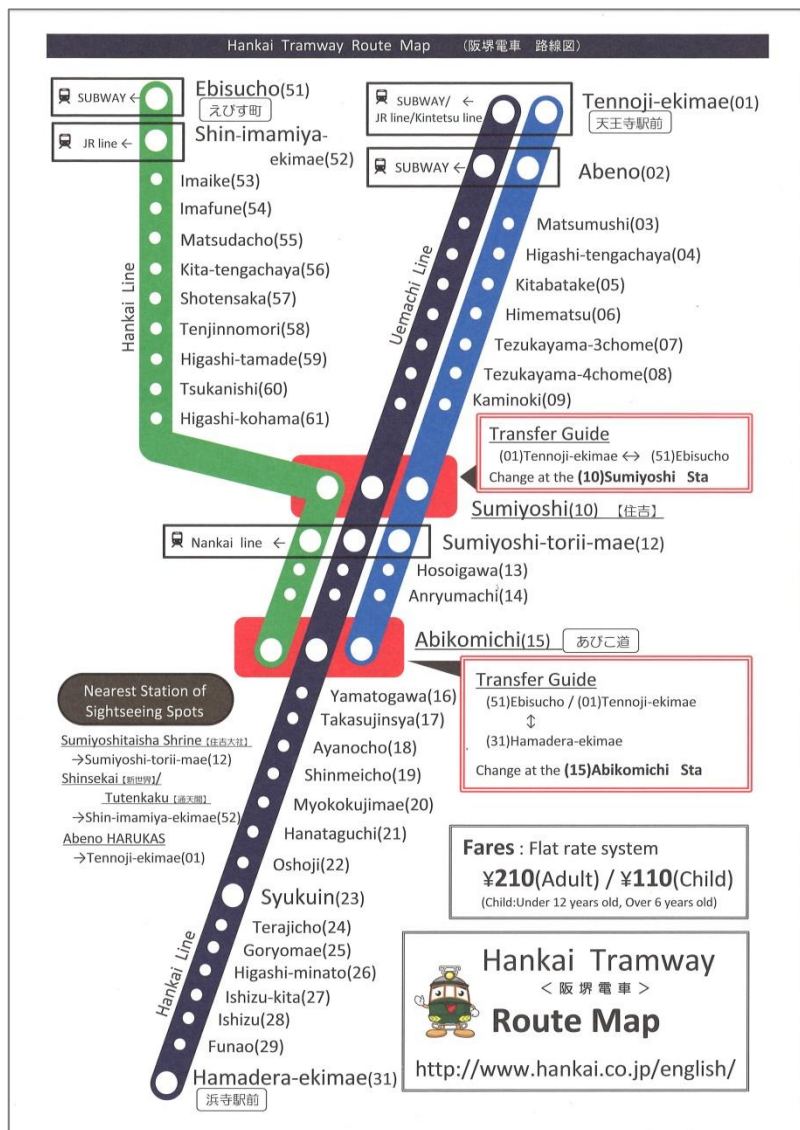 Hankai Tramway Route Map （阪堺電車　路線図）
SUBWAY ←
Ebisucho(51)
えびす町
JR line ←
Shin-imamiya-
ekimae(52)
Imaike(53)
Imafune(54)
Matsudacho(55)
Kita-tengachaya(56)
Shotensaka(57)
Tenjinnomori(58)
Higashi-tamade(59)
Tsukanishi(60)
Higashi-kohama(61)
Hankai Line
SUBWAY/ ←
JR line/Kintetsu line
Tennoji-ekimae(01)
天王寺駅前
SUBWAY ←
Abeno(02)
Matsumushi(03)
Higashi-tengachaya(04)
Kitabatake(05)
Himematsu(06)
Tezukayama-3chome(07)
Tezukayama-4chome(08)
Kaminoki(09)
Uemachi Line
Transfer Guide
(01)Tennoji-ekimae ↔ (51)Ebisucho
Change at the (10)Sumiyoshi Sta
Sumiyoshi(10) 【住吉】
Nankai line ←
Sumiyoshi-torii-mae(12)
Hosoigawa(13)
Anryumachi(14)
Abikomichi(15)
あびこ道
Transfer Guide
(51)Ebisucho / (01)Tennoji-ekimae
⇕
(31)Hamadera-ekimae
Change at the (15)Abikomichi Sta
Nearest Station of
Sightseeing Spots
Sumiyoshitaisha Shrine【住吉大社】
→Sumiyoshi-torii-mae(12)
Shinsekai【新世界】/
Tutenkaku【通天閣】
→Shin-imamiya-ekimae(52)
Abeno HARUKAS
→Tennoji-ekimae(01)
Yamatogawa(16)
Takasujinsya(17)
Ayanocho(18)
Shinmeicho(19)
Myokokujimae(20)
Hanataguchi(21)
Oshoji(22)
Syukuin(23)
Terajicho(24)
Goryomae(25)
Higashi-minato(26)
Ishizu-kita(27)
Ishizu(28)
Funao(29)
Hamadera-ekimae(31)
浜寺駅前
Hankai Line
Fares : Flat rate system
¥210(Adult) / ¥110(Child)
(Child:Under 12 years old, Over 6 years old)
Hankai Tramway
＜阪堺電車＞
Route Map
http://www.hankai.co.jp/english/